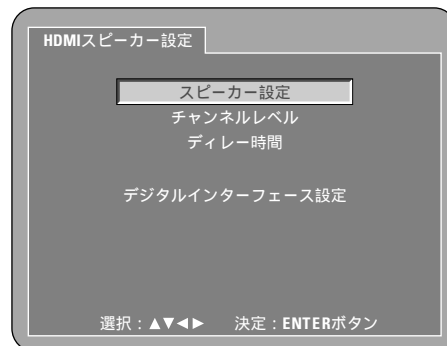 HDMIスピーカー設定
スピーカー設定
チャンネルレベル
ディレー時間
デジタルインターフェース設定
選択：▲▼◀▶　決定：ENTERボタン